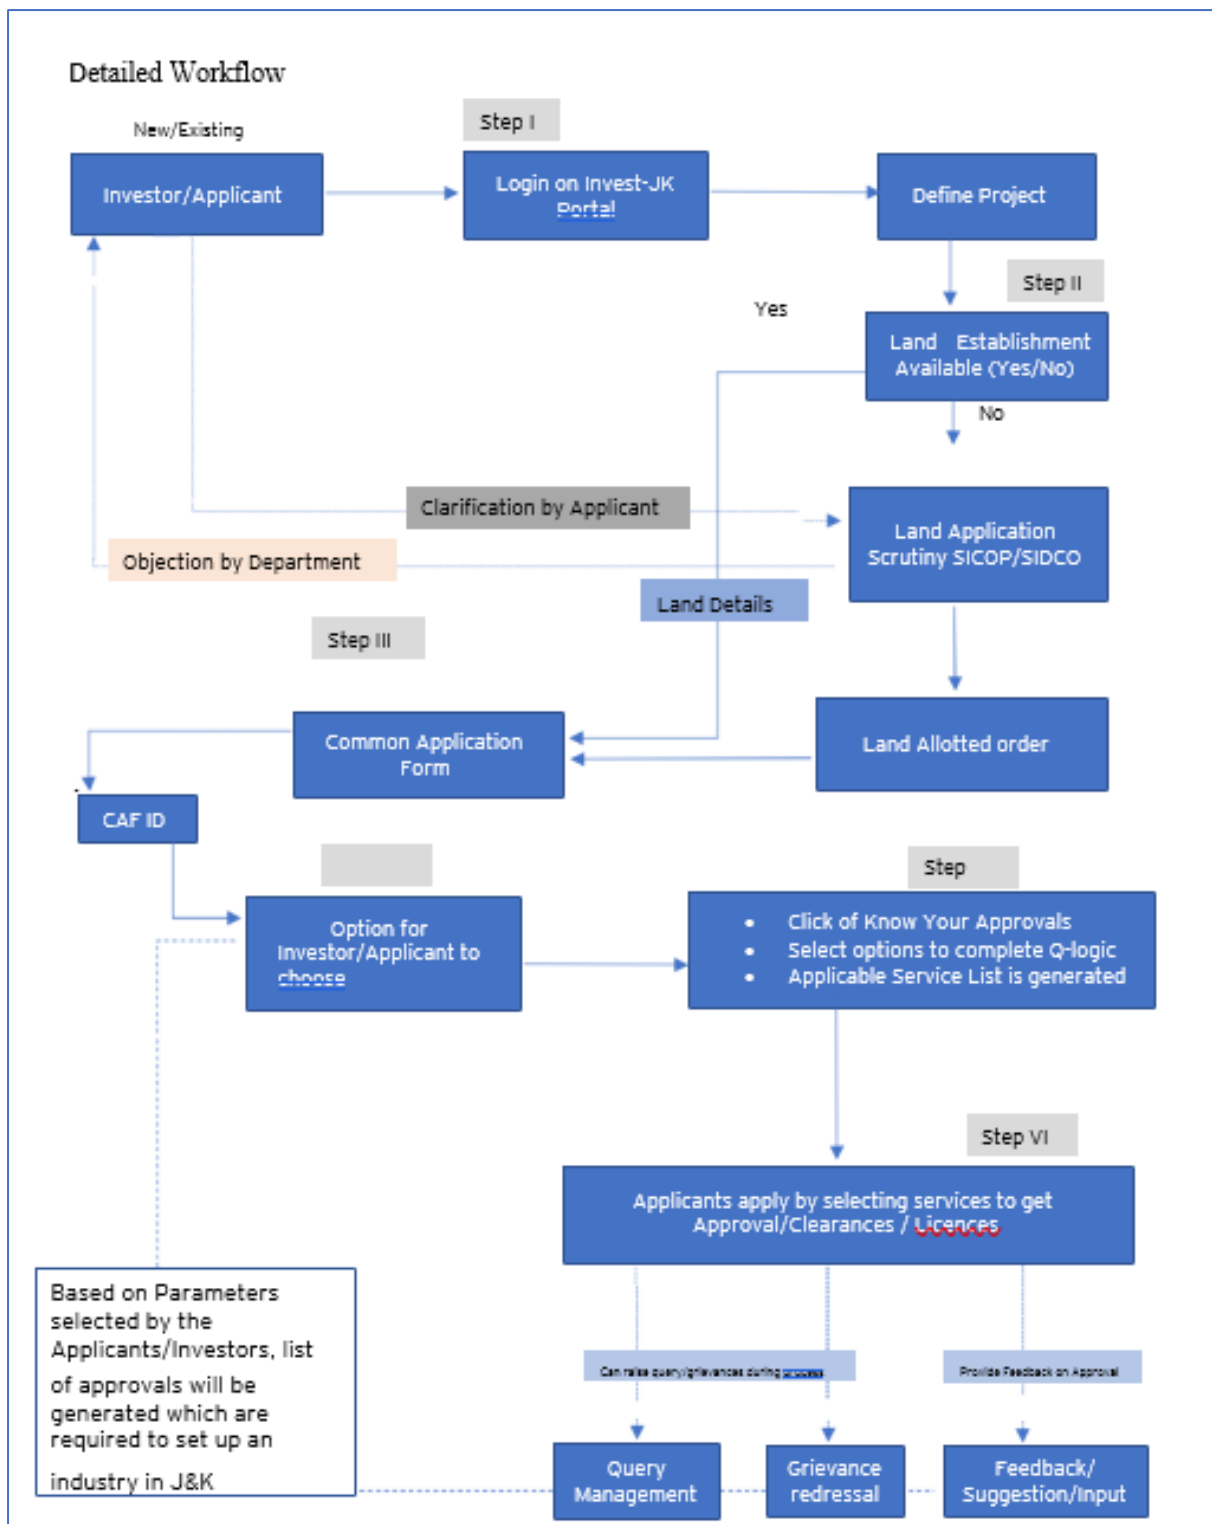 Detailed Workflow
New/Existing
Step I
Investor/Applicant
Login on Invest-JK
Portal
Define Project
Step II
Yes
Land Establishment
Available (Yes/No)
No
Clarification by Applicant
Land Application
Scrutiny SICOP/SIDCO
Objection by Department
Land Details
Step III
Common Application
Form
Land Allotted order
CAF ID
Step
Option for
Investor/Applicant to
choose
• Click of Know Your Approvals
• Select options to complete Q-logic
• Applicable Service List is generated
Step VI
Applicants apply by selecting services to get
Approval/Clearances / Licences
Based on Parameters
selected by the
Applicants/Investors, list
of approvals will be
generated which are
required to set up an
industry in J&K
Can raise query/grievances during process
Provide Feedback on Approval
Query
Management
Grievance
redressal
Feedback/
Suggestion/Input